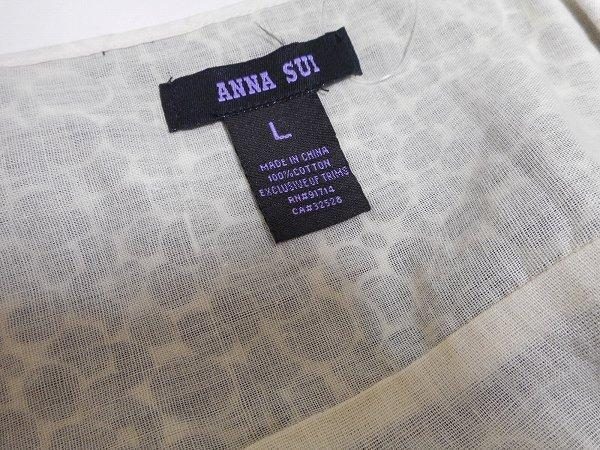 ANNA SUI
L
MADE IN CHINA
100%COTTON
EXCLUSIVE OF TRIMS
RN#91714
CA#32528